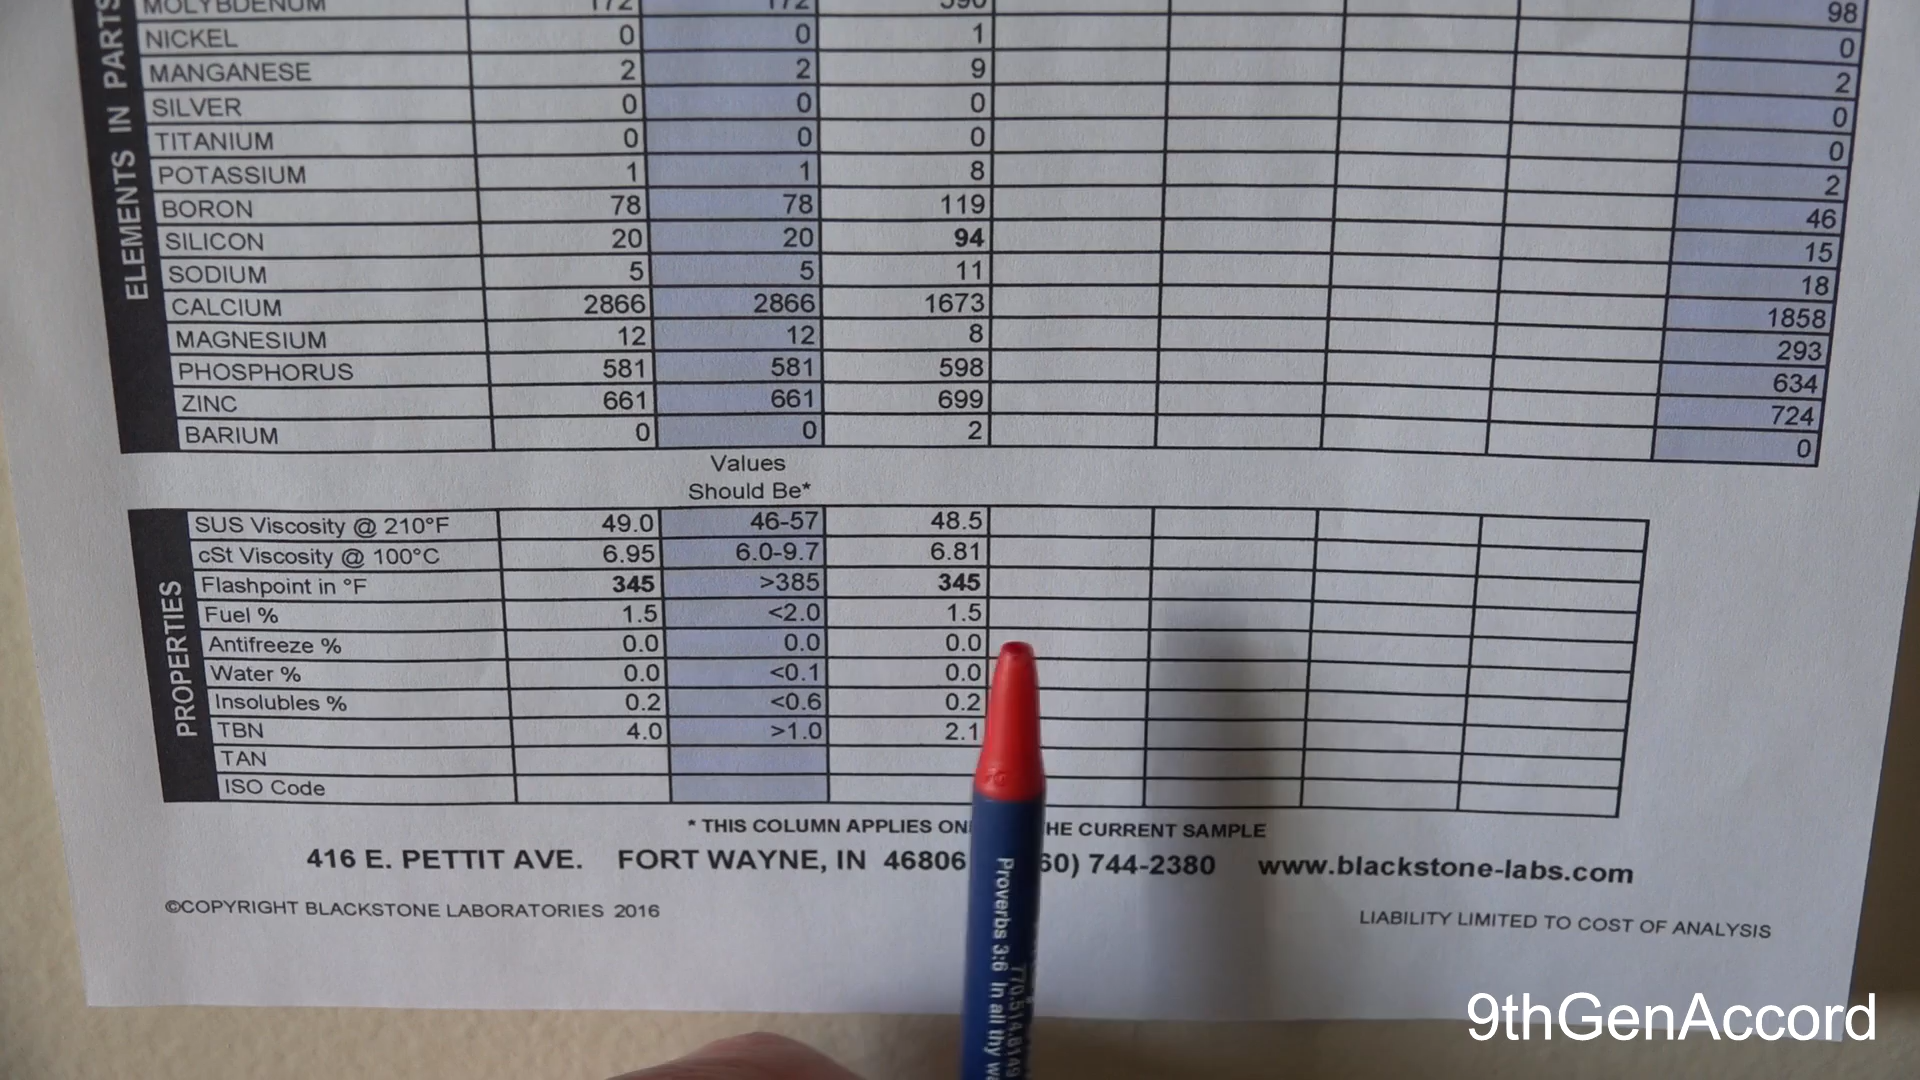 ELEMENTS IN PARTS
MOLYBDENUM 172 172 590 98
NICKEL 0 0 1 0
MANGANESE 2 2 9 2
SILVER 0 0 0 0
TITANIUM 0 0 0 0
POTASSIUM 1 1 8 2
BORON 78 78 119 46
SILICON 20 20 94 15
SODIUM 5 5 11 18
CALCIUM 2866 2866 1673 1858
MAGNESIUM 12 12 8 293
PHOSPHORUS 581 581 598 634
ZINC 661 661 699 724
BARIUM 0 0 2 0
Values
Should Be*
PROPERTIES
SUS Viscosity @ 210°F 49.0 46-57 48.5
cSt Viscosity @ 100°C 6.95 6.0-9.7 6.81
Flashpoint in °F 345 >385 345
Fuel % 1.5 <2.0 1.5
Antifreeze % 0.0 0.0 0.0
Water % 0.0 <0.1 0.0
Insolubles % 0.2 <0.6 0.2
TBN 4.0 >1.0 2.1
TAN
ISO Code
* THIS COLUMN APPLIES HE CURRENT SAMPLE
416 E. PETTIT AVE. FORT WAYNE, IN 46806 60) 744-2380 www.blackstone-labs.com
©COPYRIGHT BLACKSTONE LABORATORIES 2016
LIABILITY LIMITED TO COST OF ANALYSIS
770.514.8149
Proverbs 3:6 In all thy
9thGenAccord